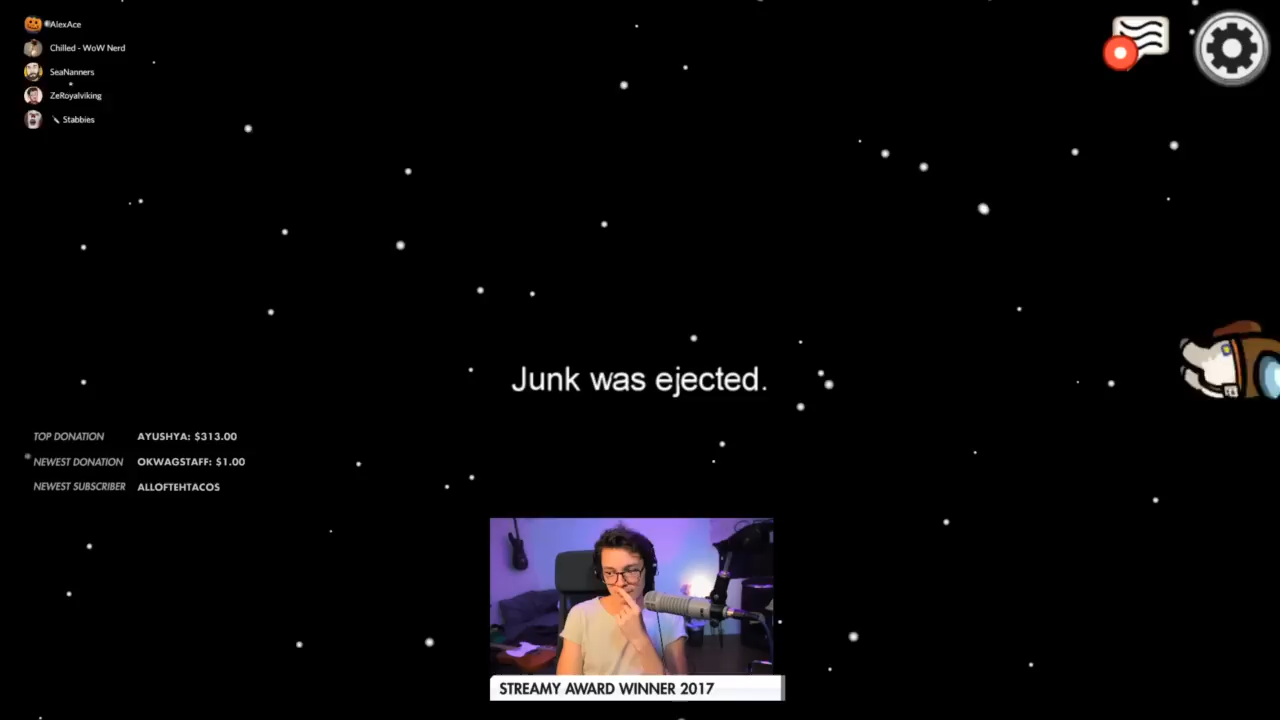 AlexAce
Chilled - WoW Nerd
SeaNanners
ZeRoyalviking
Stabbies
Junk was ejected.
TOP DONATION AYUSHYA: $313.00
NEWEST DONATION OKWAGSTAFF: $1.00
NEWEST SUBSCRIBER ALLOFTEHTACOS
STREAMY AWARD WINNER 2017